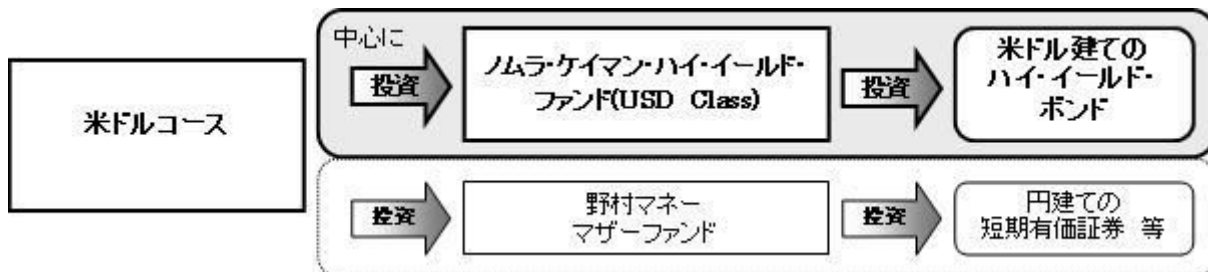 米ドルコース
中心に
投資
ノムラ・ケイマン・ハイ・イールド・
ファンド(USD Class)
投資
米ドル建ての
ハイ・イールド・
ボンド
投資
野村マネー
マザーファンド
投資
円建ての
短期有価証券 等